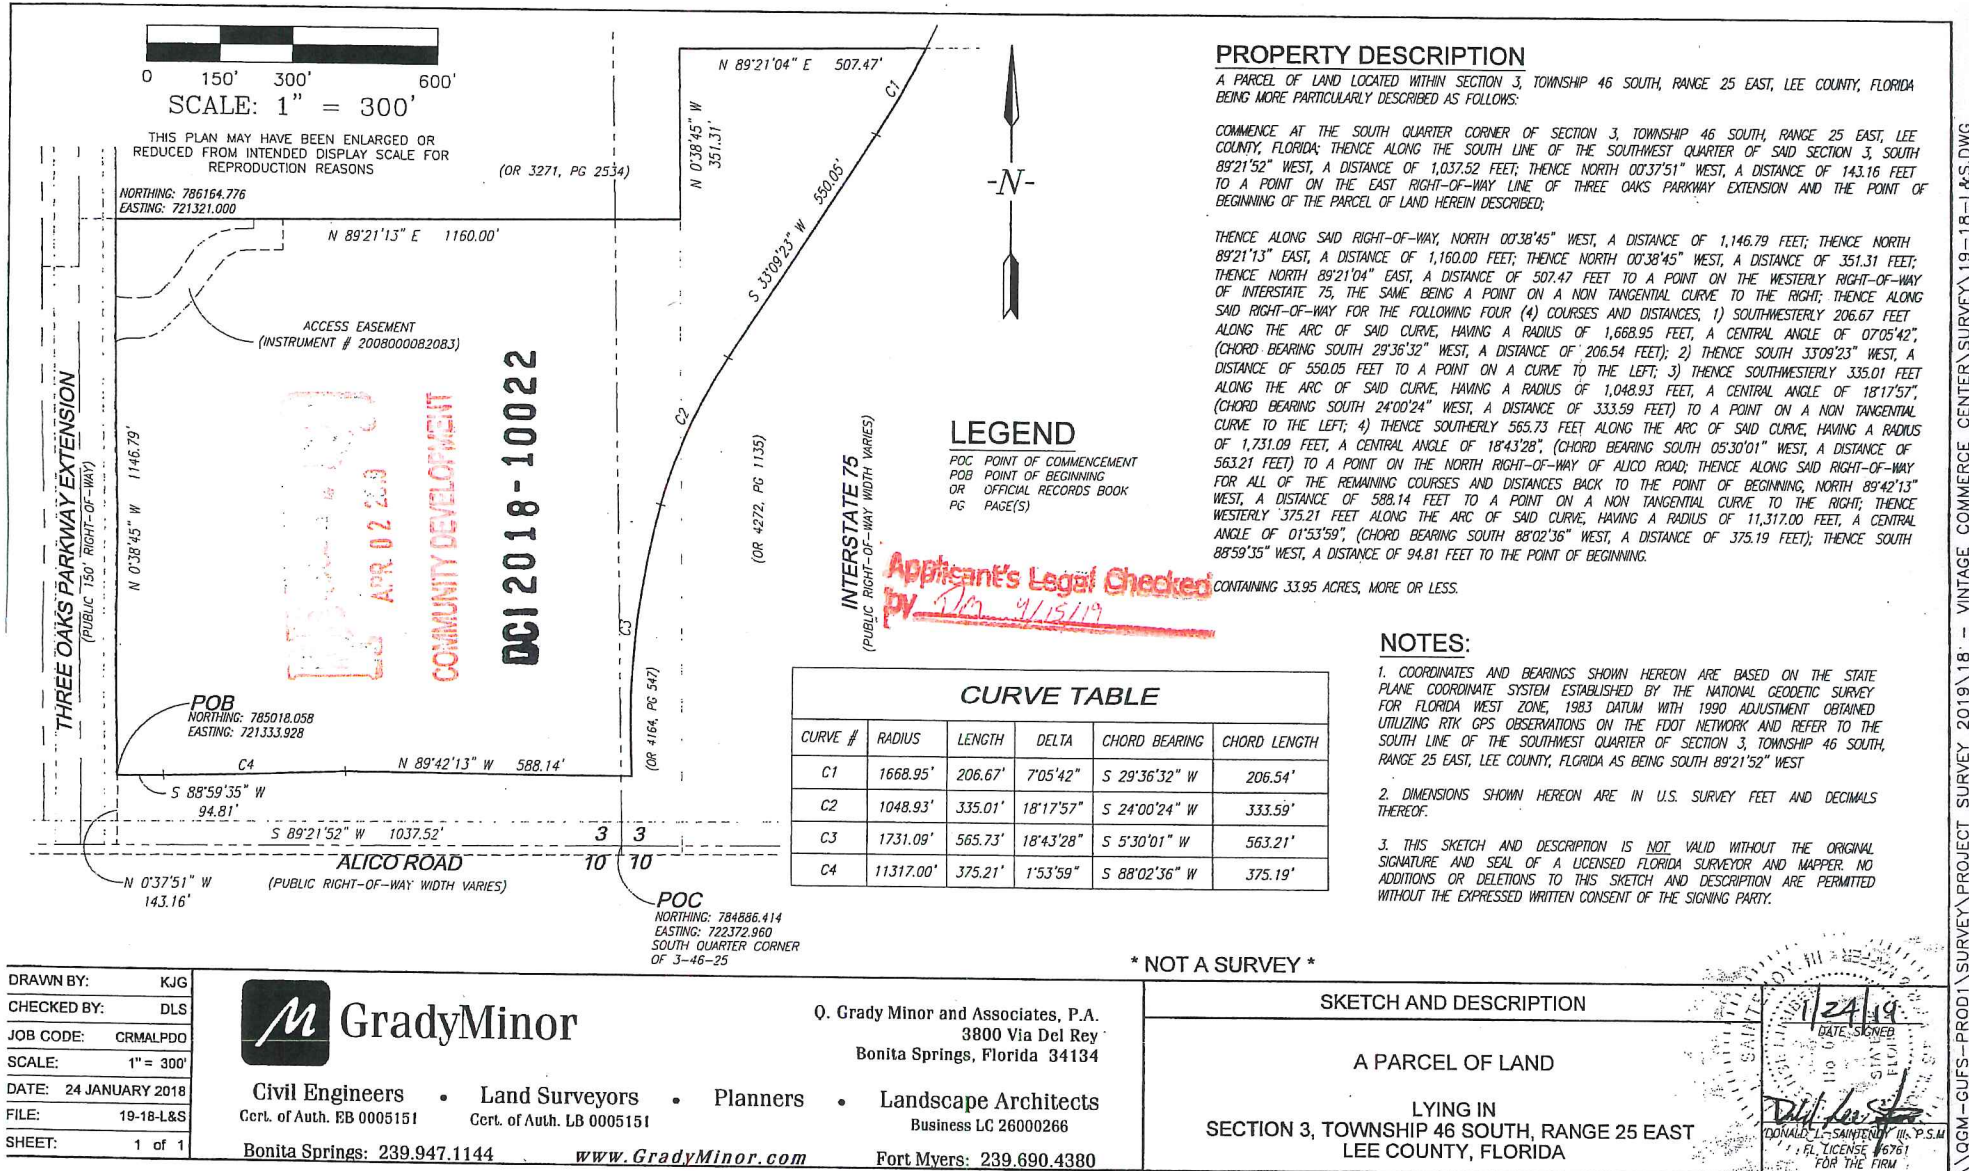 0 150' 300' 600'
SCALE: 1" = 300'
THIS PLAN MAY HAVE BEEN ENLARGED OR
REDUCED FROM INTENDED DISPLAY SCALE FOR
REPRODUCTION REASONS
(OR 3271, PG 2534)
NORTHING: 786164.776
EASTING: 721321.000
N 89°21'13" E 1160.00'
N 89°21'04" E 507.47'
N 0°38'45" W
351.31'
C1
S 33°09'23" W 550.05'
C2
C3
-N-
ACCESS EASEMENT
(INSTRUMENT # 2008000082083)
THREE OAKS PARKWAY EXTENSION
(PUBLIC 150' RIGHT-OF-WAY)
N 0°38'45" W 1146.79'
APR 02
COMMUNITY DEVELOPMENT
DCI2018-10022
(OR 4272, PG 1135)
(OR 4164, PG 547)
INTERSTATE 75
(PUBLIC RIGHT-OF-WAY WIDTH VARIES)
POB
NORTHING: 785018.058
EASTING: 721333.928
C4
N 89°42'13" W 588.14'
S 88°59'35" W
94.81'
S 89°21'52" W 1037.52'
3 3
10 10
ALICO ROAD
(PUBLIC RIGHT-OF-WAY WIDTH VARIES)
N 0°37'51" W
143.16'
POC
NORTHING: 784886.414
EASTING: 722372.960
SOUTH QUARTER CORNER
OF 3-46-25
LEGEND
POC POINT OF COMMENCEMENT
POB POINT OF BEGINNING
OR OFFICIAL RECORDS BOOK
PG PAGE(S)
Applicant's Legal Checked
by 4/15/19
CURVE TABLE
CURVE # RADIUS LENGTH DELTA CHORD BEARING CHORD LENGTH
C1 1668.95' 206.67' 7°05'42" S 29°36'32" W 206.54'
C2 1048.93' 335.01' 18°17'57" S 24°00'24" W 333.59'
C3 1731.09' 565.73' 18°43'28" S 5°30'01" W 563.21'
C4 11317.00' 375.21' 1°53'59" S 88°02'36" W 375.19'
PROPERTY DESCRIPTION
A PARCEL OF LAND LOCATED WITHIN SECTION 3, TOWNSHIP 46 SOUTH, RANGE 25 EAST, LEE COUNTY, FLORIDA
BEING MORE PARTICULARLY DESCRIBED AS FOLLOWS:
COMMENCE AT THE SOUTH QUARTER CORNER OF SECTION 3, TOWNSHIP 46 SOUTH, RANGE 25 EAST, LEE
COUNTY, FLORIDA; THENCE ALONG THE SOUTH LINE OF THE SOUTHWEST QUARTER OF SAID SECTION 3, SOUTH
89°21'52" WEST, A DISTANCE OF 1,037.52 FEET; THENCE NORTH 00°37'51" WEST, A DISTANCE OF 143.16 FEET
TO A POINT ON THE EAST RIGHT-OF-WAY LINE OF THREE OAKS PARKWAY EXTENSION AND THE POINT OF
BEGINNING OF THE PARCEL OF LAND HEREIN DESCRIBED;
THENCE ALONG SAID RIGHT-OF-WAY, NORTH 00°38'45" WEST, A DISTANCE OF 1,146.79 FEET; THENCE NORTH
89°21'13" EAST, A DISTANCE OF 1,160.00 FEET; THENCE NORTH 00°38'45" WEST, A DISTANCE OF 351.31 FEET;
THENCE NORTH 89°21'04" EAST, A DISTANCE OF 507.47 FEET TO A POINT ON THE WESTERLY RIGHT-OF-WAY
OF INTERSTATE 75, THE SAME BEING A POINT ON A NON TANGENTIAL CURVE TO THE RIGHT; THENCE ALONG
SAID RIGHT-OF-WAY FOR THE FOLLOWING FOUR (4) COURSES AND DISTANCES, 1) SOUTHWESTERLY 206.67 FEET
ALONG THE ARC OF SAID CURVE, HAVING A RADIUS OF 1,668.95 FEET, A CENTRAL ANGLE OF 07°05'42",
(CHORD BEARING SOUTH 29°36'32" WEST, A DISTANCE OF 206.54 FEET); 2) THENCE SOUTH 33°09'23" WEST, A
DISTANCE OF 550.05 FEET TO A POINT ON A CURVE TO THE LEFT; 3) THENCE SOUTHWESTERLY 335.01 FEET
ALONG THE ARC OF SAID CURVE, HAVING A RADIUS OF 1,048.93 FEET, A CENTRAL ANGLE OF 18°17'57",
(CHORD BEARING SOUTH 24°00'24" WEST, A DISTANCE OF 333.59 FEET) TO A POINT ON A NON TANGENTIAL
CURVE TO THE LEFT; 4) THENCE SOUTHERLY 565.73 FEET ALONG THE ARC OF SAID CURVE, HAVING A RADIUS
OF 1,731.09 FEET, A CENTRAL ANGLE OF 18°43'28", (CHORD BEARING SOUTH 05°30'01" WEST, A DISTANCE OF
563.21 FEET) TO A POINT ON THE NORTH RIGHT-OF-WAY OF ALICO ROAD; THENCE ALONG SAID RIGHT-OF-WAY
FOR ALL OF THE REMAINING COURSES AND DISTANCES BACK TO THE POINT OF BEGINNING, NORTH 89°42'13"
WEST, A DISTANCE OF 588.14 FEET TO A POINT ON A NON TANGENTIAL CURVE TO THE RIGHT; THENCE
WESTERLY 375.21 FEET ALONG THE ARC OF SAID CURVE, HAVING A RADIUS OF 11,317.00 FEET, A CENTRAL
ANGLE OF 01°53'59", (CHORD BEARING SOUTH 88°02'36" WEST, A DISTANCE OF 375.19 FEET); THENCE SOUTH
88°59'35" WEST, A DISTANCE OF 94.81 FEET TO THE POINT OF BEGINNING.
CONTAINING 33.95 ACRES, MORE OR LESS.
NOTES:
1. COORDINATES AND BEARINGS SHOWN HEREON ARE BASED ON THE STATE
PLANE COORDINATE SYSTEM ESTABLISHED BY THE NATIONAL GEODETIC SURVEY
FOR FLORIDA WEST ZONE, 1983 DATUM WITH 1990 ADJUSTMENT OBTAINED
UTILIZING RTK GPS OBSERVATIONS ON THE FDOT NETWORK AND REFER TO THE
SOUTH LINE OF THE SOUTHWEST QUARTER OF SECTION 3, TOWNSHIP 46 SOUTH,
RANGE 25 EAST, LEE COUNTY, FLORIDA AS BEING SOUTH 89°21'52" WEST
2. DIMENSIONS SHOWN HEREON ARE IN U.S. SURVEY FEET AND DECIMALS
THEREOF.
3. THIS SKETCH AND DESCRIPTION IS NOT VALID WITHOUT THE ORIGINAL
SIGNATURE AND SEAL OF A LICENSED FLORIDA SURVEYOR AND MAPPER. NO
ADDITIONS OR DELETIONS TO THIS SKETCH AND DESCRIPTION ARE PERMITTED
WITHOUT THE EXPRESSED WRITTEN CONSENT OF THE SIGNING PARTY.
* NOT A SURVEY *
DRAWN BY: KJG
CHECKED BY: DLS
JOB CODE: CRMALPDO
SCALE: 1" = 300'
DATE: 24 JANUARY 2018
FILE: 19-18-L&S
SHEET: 1 of 1
M GradyMinor
Q. Grady Minor and Associates, P.A.
3800 Via Del Rey
Bonita Springs, Florida 34134
Civil Engineers • Land Surveyors • Planners • Landscape Architects
Cert. of Auth. EB 0005151 Cert. of Auth. LB 0005151 Business LC 26000266
Bonita Springs: 239.947.1144 www.GradyMinor.com Fort Myers: 239.690.4380
SKETCH AND DESCRIPTION
A PARCEL OF LAND
LYING IN
SECTION 3, TOWNSHIP 46 SOUTH, RANGE 25 EAST
LEE COUNTY, FLORIDA
1/24/19
DATE SIGNED
DONALD L. SAINTENOY III, P.S.M
FL LICENSE #6761
FOR THE FIRM
\\QGM-GUFS-PROD1\SURVEY\PROJECT SURVEY 2019\19-18 - VINTAGE COMMERCE CENTER\SURVEY\19-18-L&S.DWG